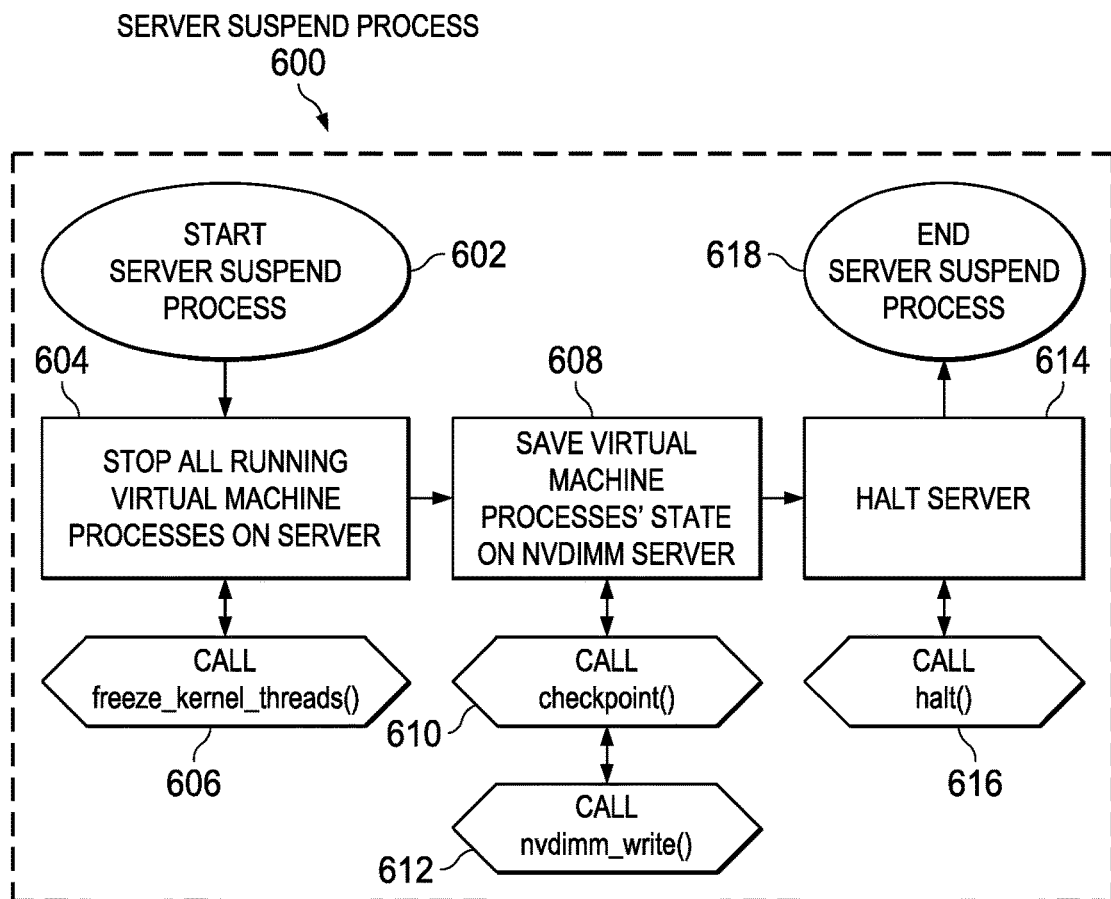 SERVER SUSPEND PROCESS
600
START
SERVER SUSPEND
PROCESS
602
618
END
SERVER SUSPEND
PROCESS
604
STOP ALL RUNNING
VIRTUAL MACHINE
PROCESSES ON SERVER
608
SAVE VIRTUAL
MACHINE
PROCESSES’ STATE
ON NVDIMM SERVER
614
HALT SERVER
CALL
freeze_kernel_threads()
606
CALL
checkpoint()
610
CALL
halt()
616
CALL
nvdimm_write()
612